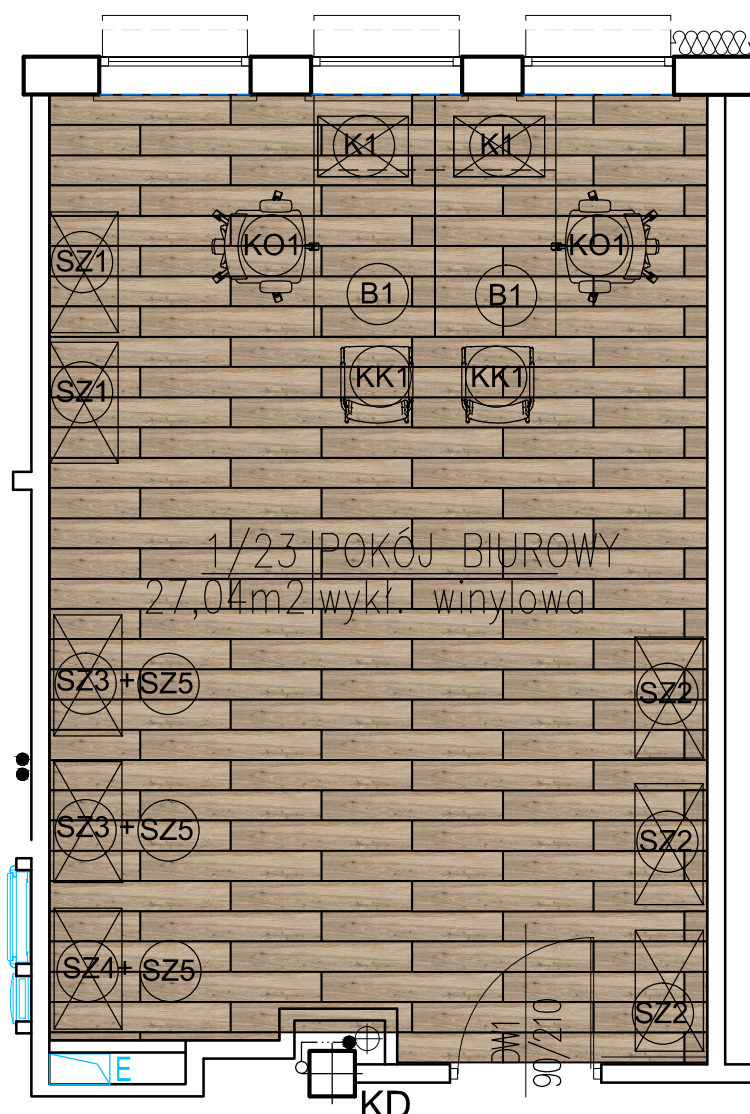 K1 K1
KO1 KO1
SZ1
B1 B1
SZ1 KK1 KK1
1/23 POKÓJ BIUROWY
27,04m2 wykł. winylowa
SZ3 + SZ5 SZ2
SZ3 + SZ5 SZ2
SZ4+ SZ5
SZ2
DW1
90/210
E
KD